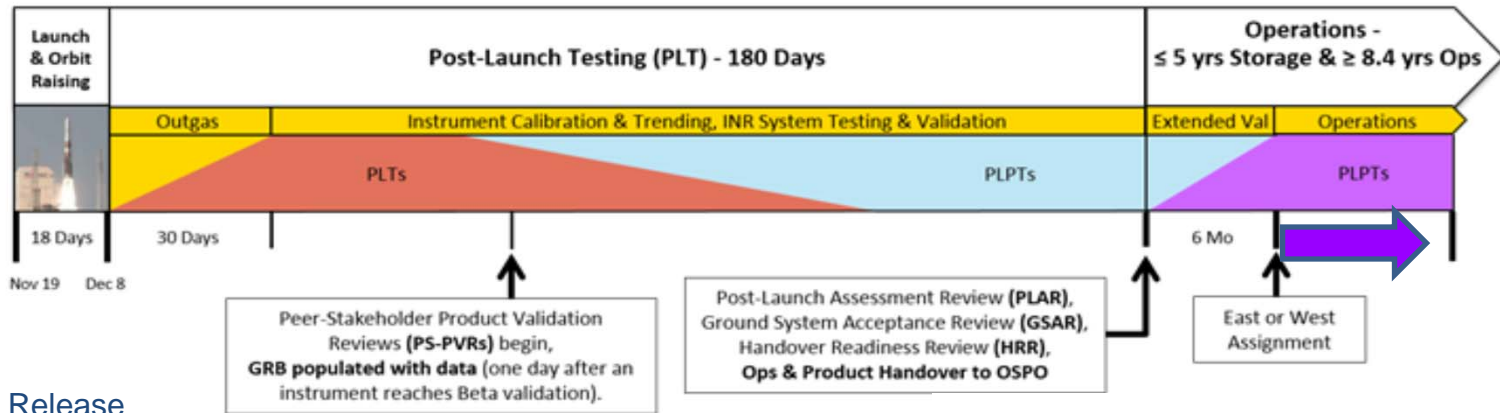 Launch
& Orbit
Raising
Post-Launch Testing (PLT) - 180 Days
Operations -
≤ 5 yrs Storage & ≥ 8.4 yrs Ops
Outgas
Instrument Calibration & Trending, INR System Testing & Validation
Extended Val
Operations
PLTs
PLPTs
PLPTs
18 Days
30 Days
6 Mo
Nov 19
Dec 8
Peer-Stakeholder Product Validation
Reviews (PS-PVRs) begin,
GRB populated with data (one day after an
instrument reaches Beta validation).
Post-Launch Assessment Review (PLAR),
Ground System Acceptance Review (GSAR),
Handover Readiness Review (HRR),
Ops & Product Handover to OSPO
East or West
Assignment
Release